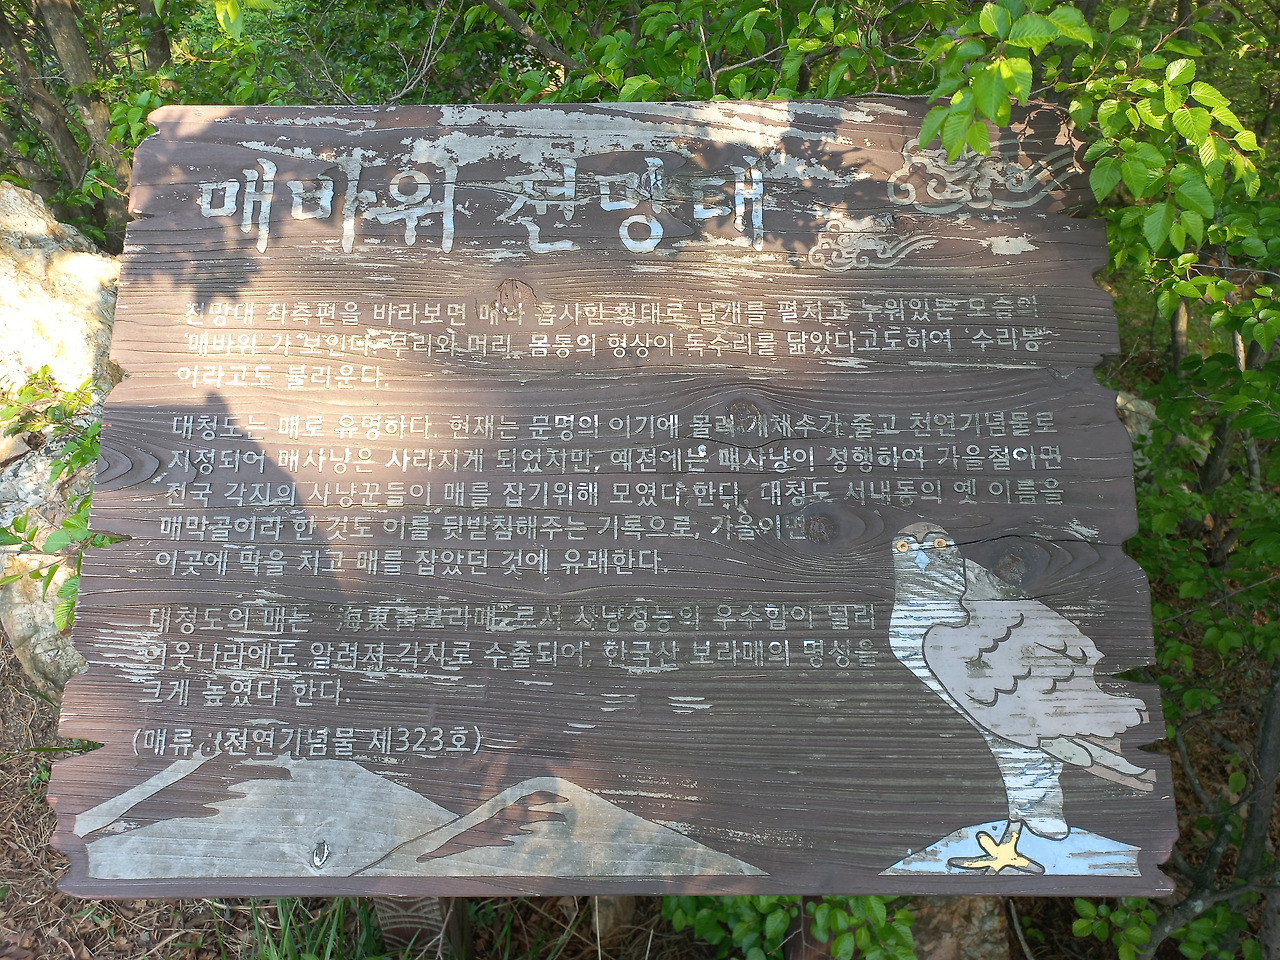 매바위 전망대
전망대 좌측편을 바라보면 매가 흡사한 형태로 날개를 펼치고 누워있는 모습의
'매바위'가 보인다. 부리와 머리, 몸통의 형상이 독수리를 닮았다고도하여 '수리봉'
이라고도 불리운다.
대청도는 매로 유명하다. 현재는 문명의 이기에 몰려 개체수가 줄고 천연기념물로
지정되어 매사냥은 사라지게 되었지만, 예전에는 매사냥이 성행하여 가을철이면
전국 각지의 사냥꾼들이 매를 잡기위해 모였다 한다. 대청도 서내동의 옛 이름을
매막골이라 한 것도 이를 뒷받침해주는 기록으로, 가을이면
이곳에 막을 치고 매를 잡았던 것에 유래한다.
대청도의 매는 "海東靑보라매"로서 사냥성능의 우수함이 널리
이웃나라에도 알려져 각지로 수출되어, 한국산 보라매의 명성을
크게 높였다 한다.
(매류 : 천연기념물 제323호)